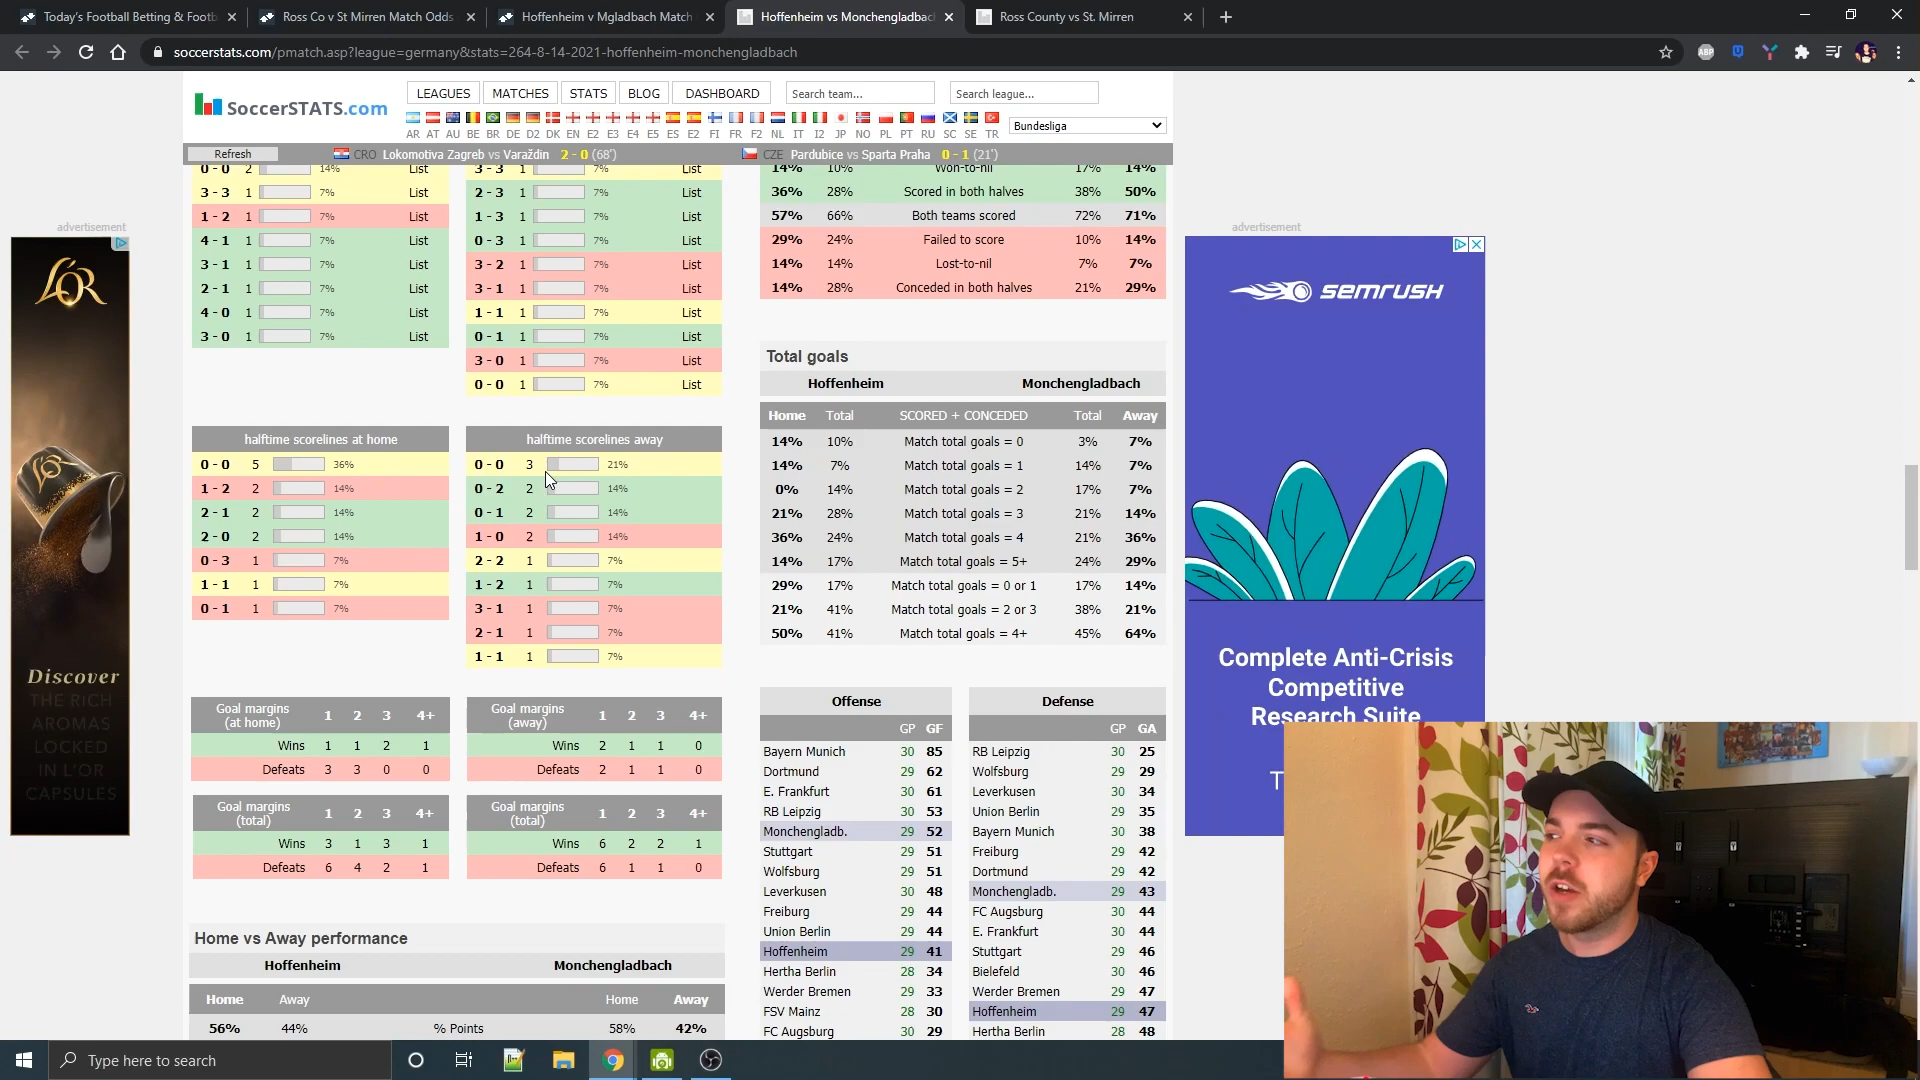 Today's Football Betting & Footb
Ross Co v St Mirren Match Odds
Hoffenheim v Mgladbach Match
Hoffenheim vs Monchengladbac
Ross County vs St. Mirren
soccerstats.com/pmatch.asp?league=germany&stats=264-8-14-2021-hoffenheim-monchengladbach
SoccerSTATS.com
LEAGUES MATCHES STATS BLOG DASHBOARD Search team... Search league...
AR AT AU BE BR DE D2 DK EN E2 E3 E4 E5 ES E2 FI FR F2 NL IT I2 JP NO PL PT RU SC SE TR
Bundesliga
Refresh CRO Lokomotiva Zagreb vs Varaždin 2 - 0 (68') CZE Pardubice vs Sparta Praha 0 - 1 (21')
0 - 0 2 14% List
3 - 3 1 7% List
1 - 2 1 7% List
4 - 1 1 7% List
3 - 1 1 7% List
2 - 1 1 7% List
4 - 0 1 7% List
3 - 0 1 7% List
3 - 3 1 7% List
2 - 3 1 7% List
1 - 3 1 7% List
0 - 3 1 7% List
3 - 2 1 7% List
3 - 1 1 7% List
1 - 1 1 7% List
0 - 1 1 7% List
3 - 0 1 7% List
0 - 0 1 7% List
halftime scorelines at home
0 - 0 5 36%
1 - 2 2 14%
2 - 1 2 14%
2 - 0 2 14%
0 - 3 1 7%
1 - 1 1 7%
0 - 1 1 7%
halftime scorelines away
0 - 0 3 21%
0 - 2 2 14%
0 - 1 2 14%
1 - 0 2 14%
2 - 2 1 7%
1 - 2 1 7%
3 - 1 1 7%
2 - 1 1 7%
1 - 1 1 7%
Goal margins (at home) 1 2 3 4+
Wins 1 1 2 1
Defeats 3 3 0 0
Goal margins (away) 1 2 3 4+
Wins 2 1 1 0
Defeats 2 1 1 0
Goal margins (total) 1 2 3 4+
Wins 3 1 3 1
Defeats 6 4 2 1
Goal margins (total) 1 2 3 4+
Wins 6 2 2 1
Defeats 6 1 1 0
Home vs Away performance
Hoffenheim Monchengladbach
Home Away Home Away
56% 44% % Points 58% 42%
14% 10% Won-to-nil 17% 14%
36% 28% Scored in both halves 38% 50%
57% 66% Both teams scored 72% 71%
29% 24% Failed to score 10% 14%
14% 14% Lost-to-nil 7% 7%
14% 28% Conceded in both halves 21% 29%
Total goals
Hoffenheim Monchengladbach
Home Total SCORED + CONCEDED Total Away
14% 10% Match total goals = 0 3% 7%
14% 7% Match total goals = 1 14% 7%
0% 14% Match total goals = 2 17% 7%
21% 28% Match total goals = 3 21% 14%
36% 24% Match total goals = 4 21% 36%
14% 17% Match total goals = 5+ 24% 29%
29% 17% Match total goals = 0 or 1 17% 14%
21% 41% Match total goals = 2 or 3 38% 21%
50% 41% Match total goals = 4+ 45% 64%
Offense
GP GF
Bayern Munich 30 85
Dortmund 29 62
E. Frankfurt 30 61
RB Leipzig 30 53
Monchengladb. 29 52
Stuttgart 29 51
Wolfsburg 29 51
Leverkusen 30 48
Freiburg 29 44
Union Berlin 29 44
Hoffenheim 29 41
Hertha Berlin 28 34
Werder Bremen 29 33
FSV Mainz 28 30
FC Augsburg 30 29
Defense
GP GA
RB Leipzig 30 25
Wolfsburg 29 29
Leverkusen 30 34
Union Berlin 29 35
Bayern Munich 30 38
Freiburg 29 42
Dortmund 29 42
Monchengladb. 29 43
FC Augsburg 30 44
E. Frankfurt 30 44
Stuttgart 29 46
Bielefeld 30 46
Werder Bremen 29 47
Hoffenheim 29 47
Hertha Berlin 28 48
advertisement
L'OR
Discover
THE RICH
AROMAS
LOCKED
IN L'OR
CAPSULES
advertisement
semrush
Complete Anti-Crisis
Competitive
Research Suite
T
ABP
Type here to search